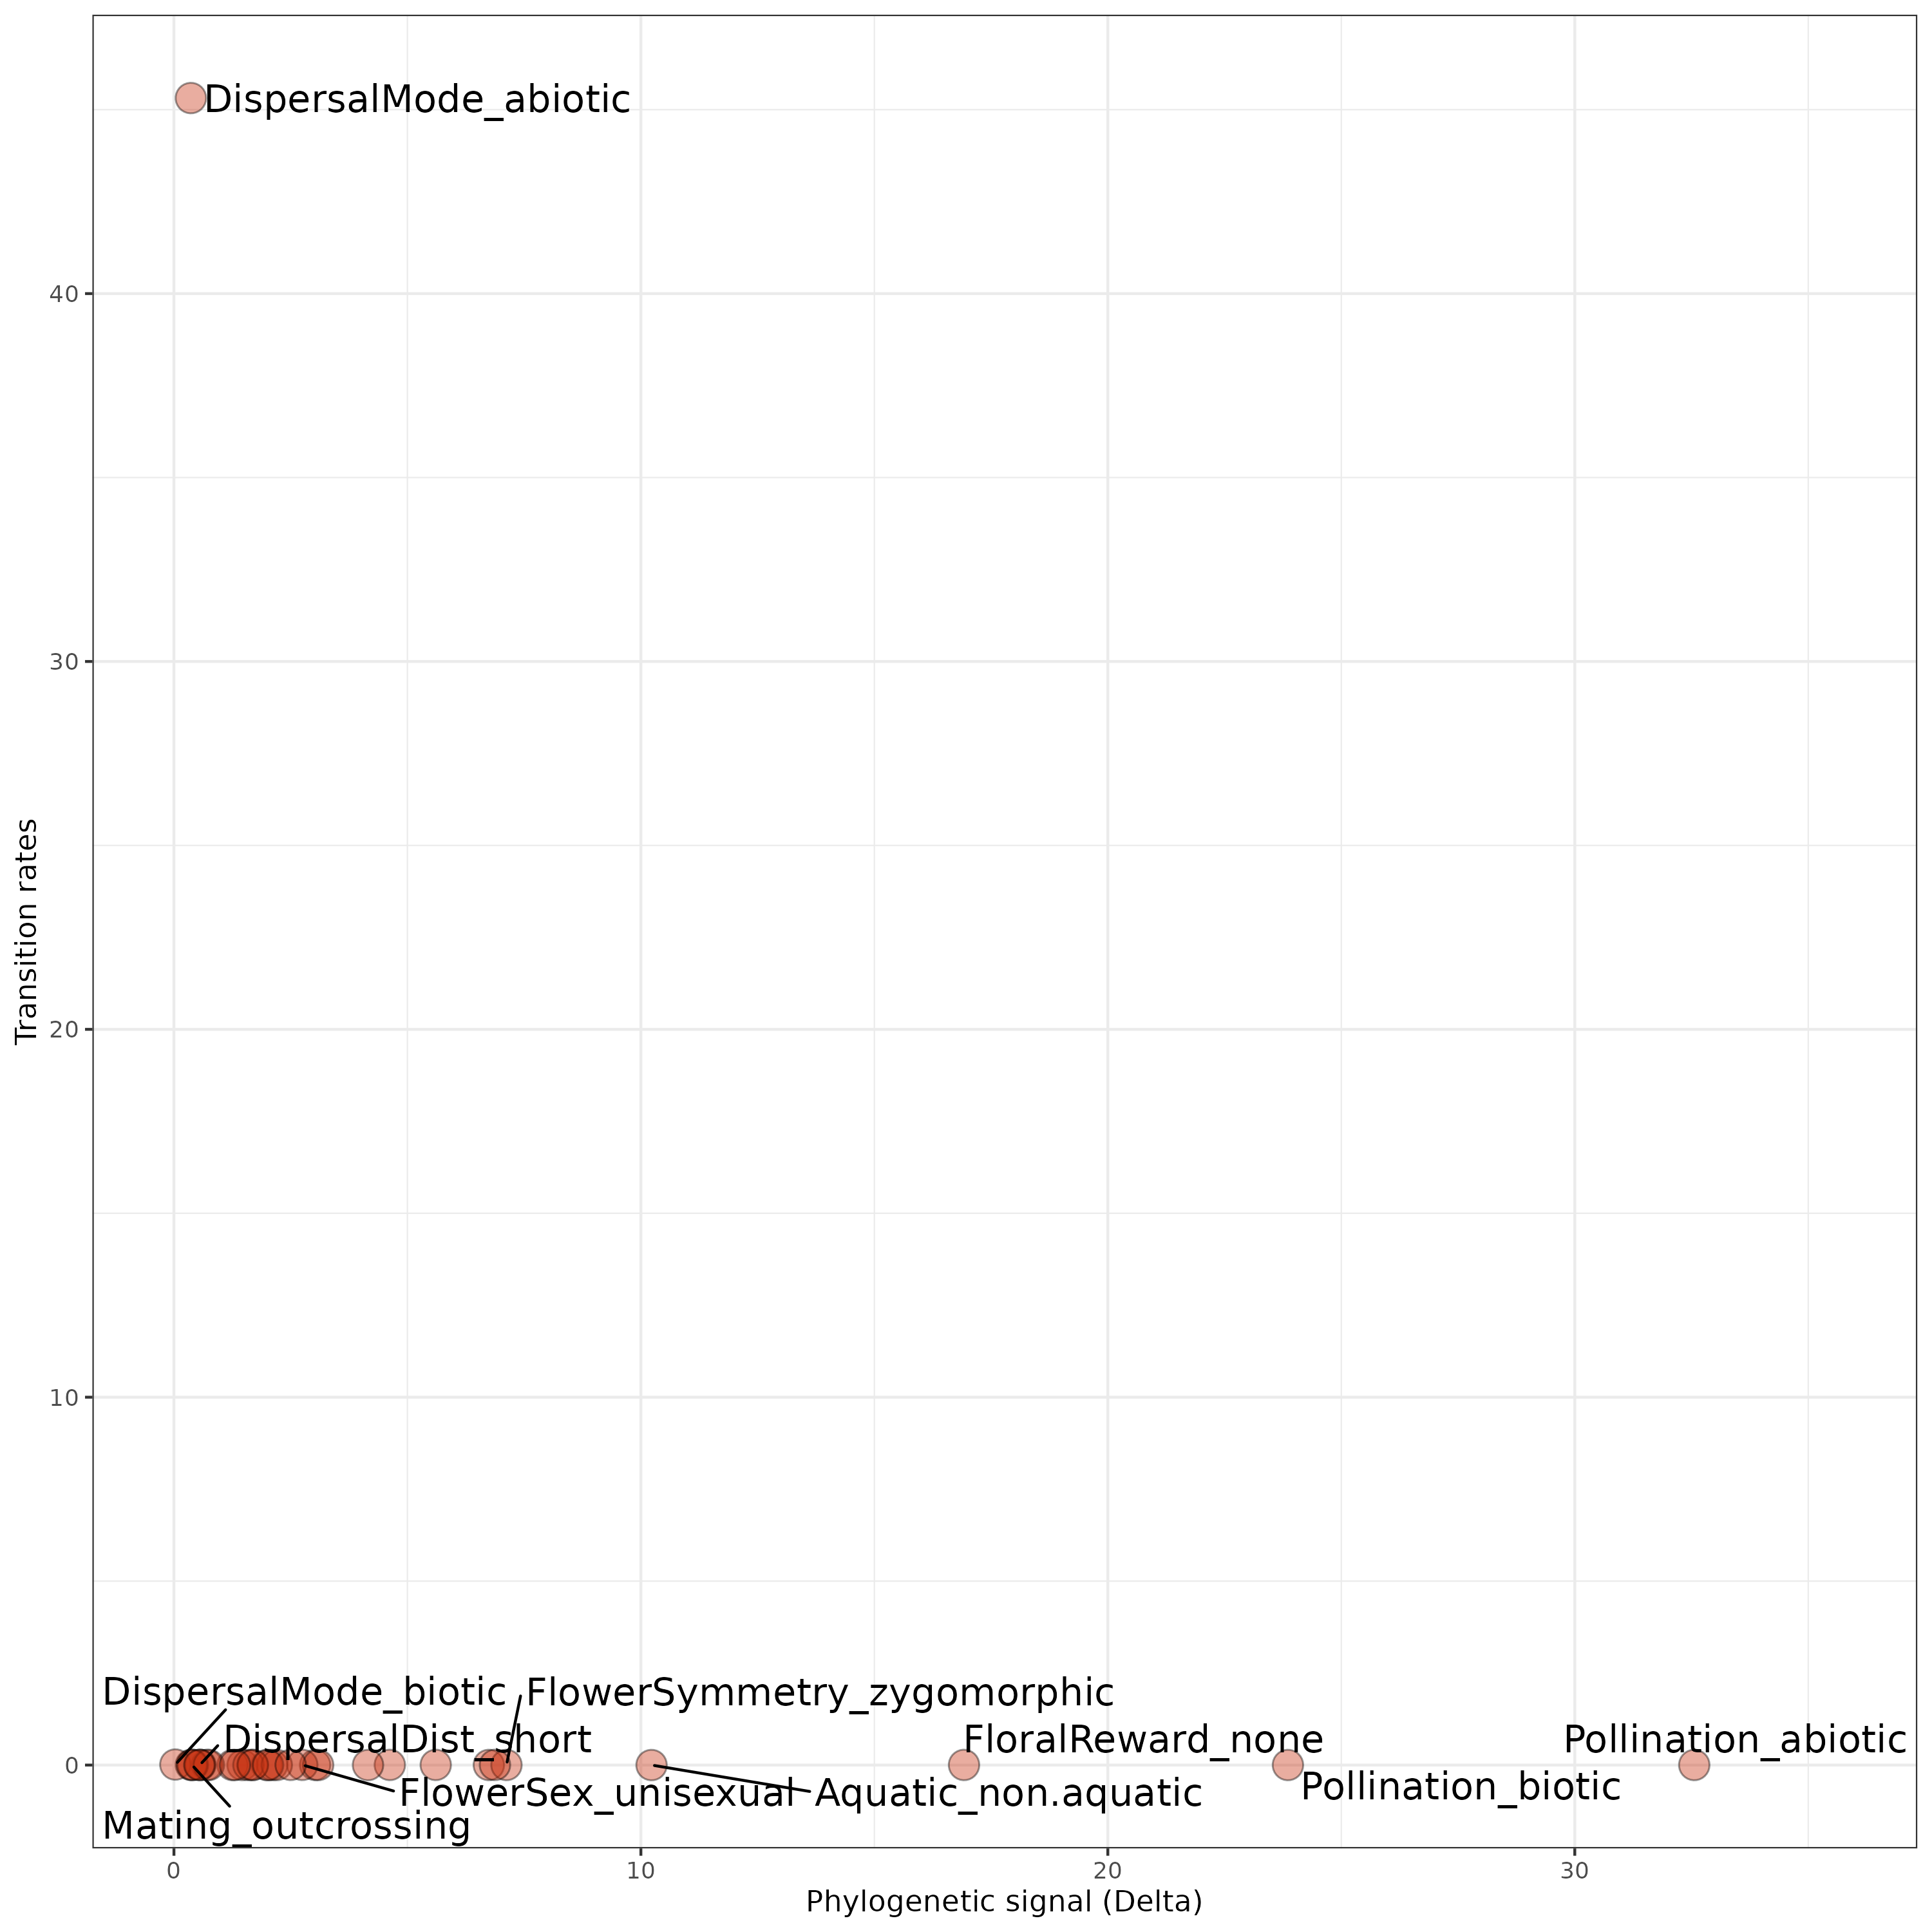 DispersalMode_abiotic
40
30
Transition rates
20
10
DispersalMode_biotic
FlowerSymmetry_zygomorphic
DispersalDist_short
FloralReward_none
Pollination_abiotic
0
FlowerSex_unisexual
Aquatic_non.aquatic
Pollination_biotic
Mating_outcrossing
0
10
20
30
Phylogenetic signal (Delta)